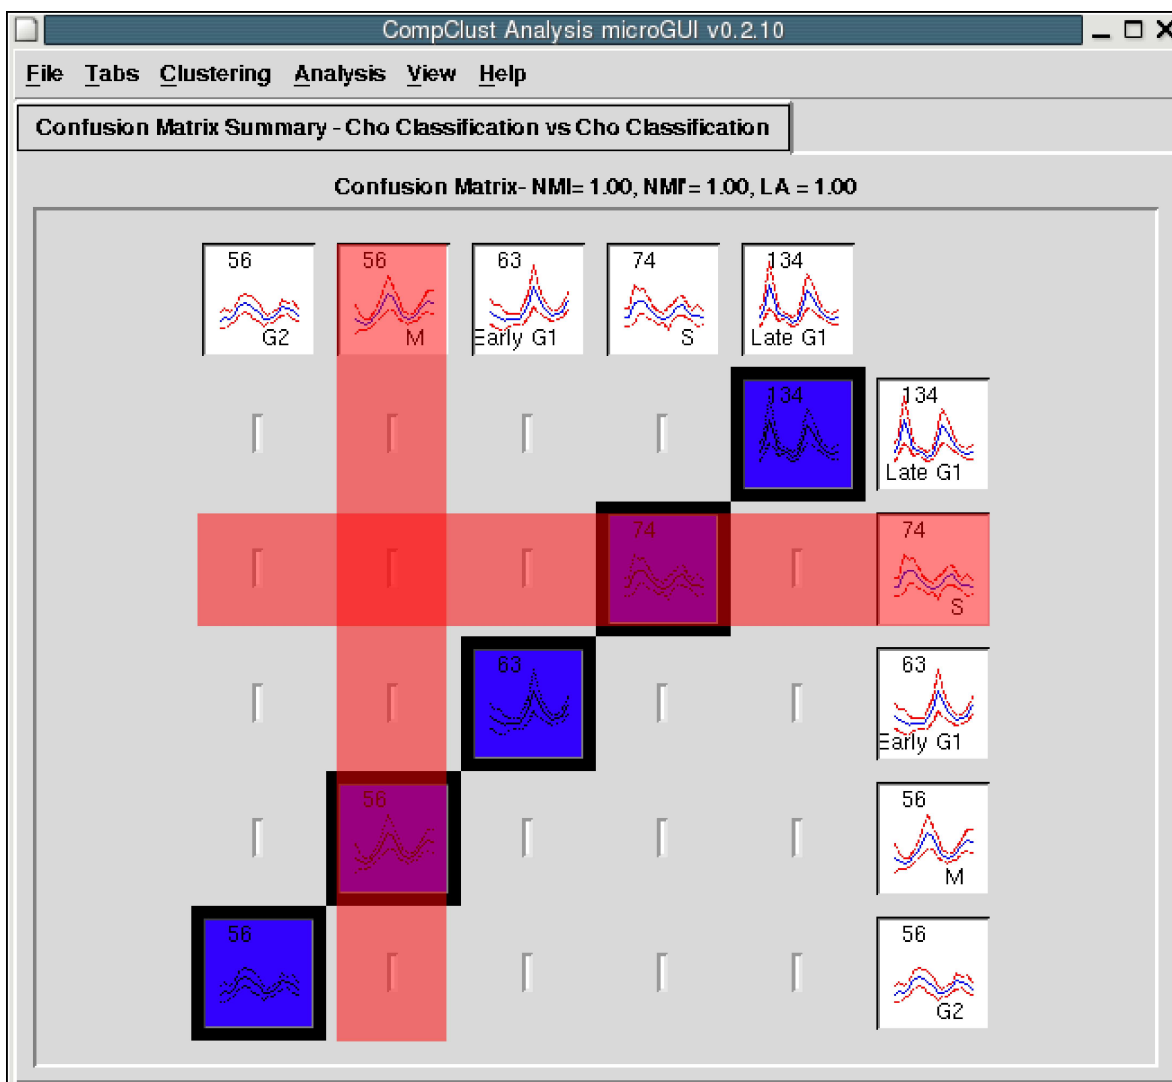 CompClust Analysis microGUI v0.2.10
File Tabs Clustering Analysis View Help
Confusion Matrix Summary - Cho Classification vs Cho Classification
Confusion Matrix- NMI= 1.00, NMI'= 1.00, LA = 1.00
56 56 63 74 134
G2 M Early G1 S Late G1
134 134
Late G1
74 74
S
63 63
Early G1
56 56
M
56 56
G2